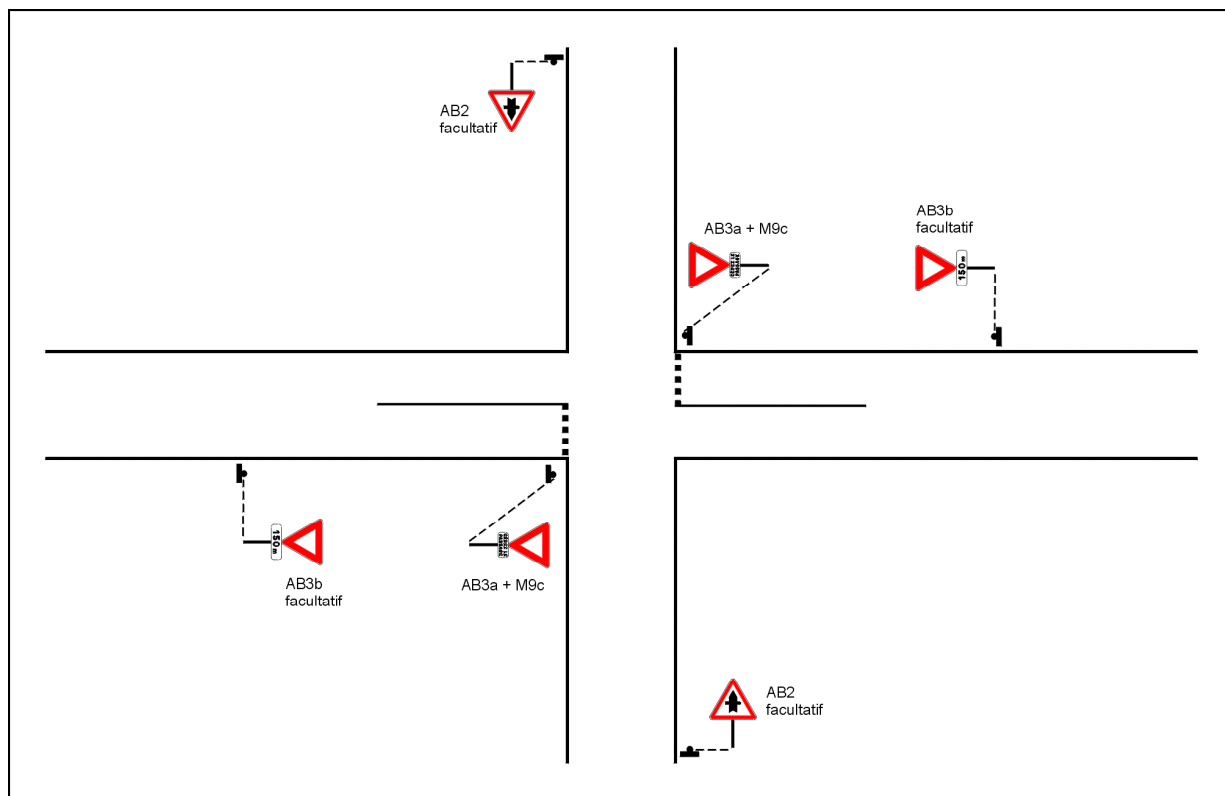 AB2
facultatif
AB3a + M9c
AB3b
facultatif
150 m
150 m
AB3b
facultatif
AB3a + M9c
AB2
facultatif